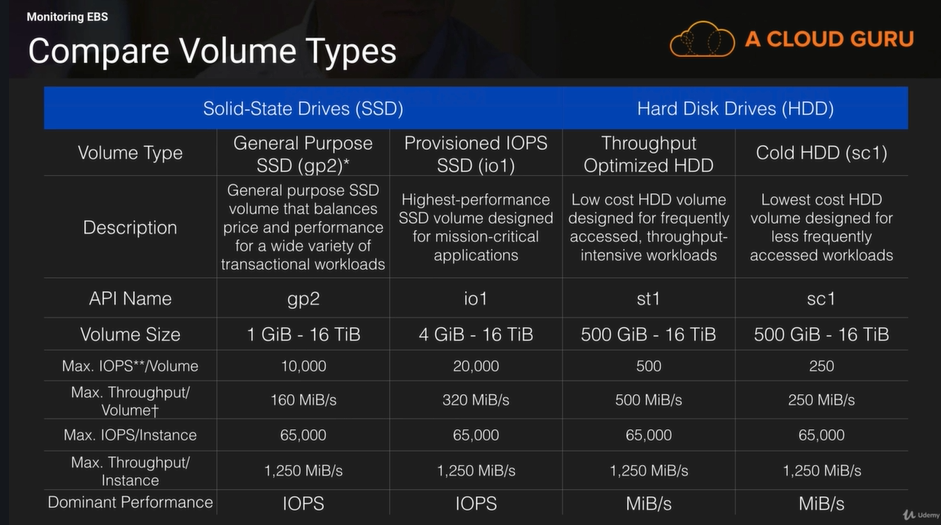 Monitoring EBS
Compare Volume Types
A CLOUD GURU
Solid-State Drives (SSD)
Hard Disk Drives (HDD)
Volume Type
General Purpose
SSD (gp2)*
Provisioned IOPS
SSD (io1)
Throughput
Optimized HDD
Cold HDD (sc1)
Description
General purpose SSD
volume that balances
price and performance
for a wide variety of
transactional workloads
Highest-performance
SSD volume designed
for mission-critical
applications
Low cost HDD volume
designed for frequently
accessed, throughput-
intensive workloads
Lowest cost HDD
volume designed for
less frequently
accessed workloads
API Name
gp2
io1
st1
sc1
Volume Size
1 GiB - 16 TiB
4 GiB - 16 TiB
500 GiB - 16 TiB
500 GiB - 16 TiB
Max. IOPS**/Volume
10,000
20,000
500
250
Max. Throughput/
Volume†
160 MiB/s
320 MiB/s
500 MiB/s
250 MiB/s
Max. IOPS/Instance
65,000
65,000
65,000
65,000
Max. Throughput/
Instance
1,250 MiB/s
1,250 MiB/s
1,250 MiB/s
1,250 MiB/s
Dominant Performance
IOPS
IOPS
MiB/s
MiB/s
Udemy